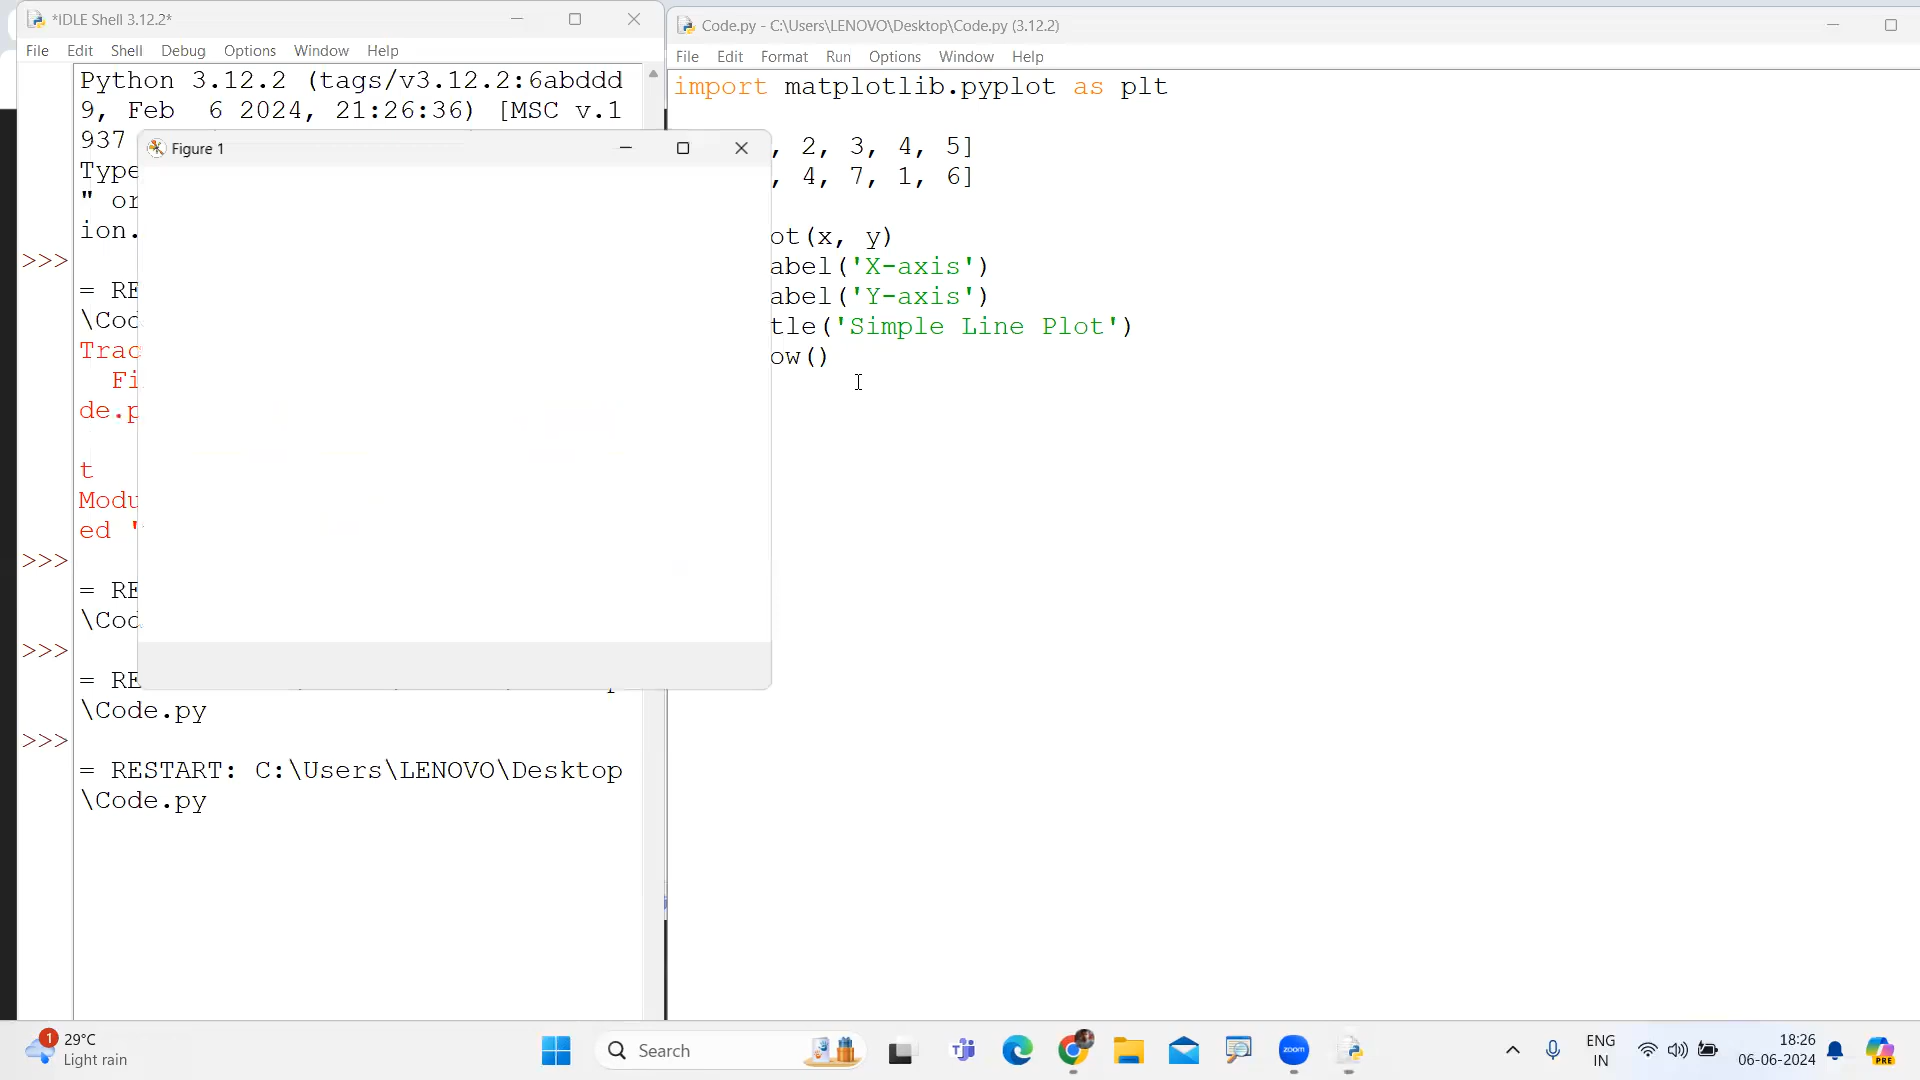 *IDLE Shell 3.12.2*
File Edit Shell Debug Options Window Help
Python 3.12.2 (tags/v3.12.2:6abddd
9, Feb  6 2024, 21:26:36) [MSC v.1
937
Type
" or
ion.
>>>
= RE
\Cod
Trac
Fi
de.p
t
Modu
ed '
>>>
= RE
\Cod
>>>
= RE
\Code.py
>>>
= RESTART: C:\Users\LENOVO\Desktop
\Code.py
Figure 1
Code.py - C:\Users\LENOVO\Desktop\Code.py (3.12.2)
File Edit Format Run Options Window Help
import matplotlib.pyplot as plt
, 2, 3, 4, 5]
, 4, 7, 1, 6]
ot(x, y)
abel('X-axis')
abel('Y-axis')
tle('Simple Line Plot')
ow()
1
29°C
Light rain
Search
zoom
PRE
ENG
IN
18:26
06-06-2024